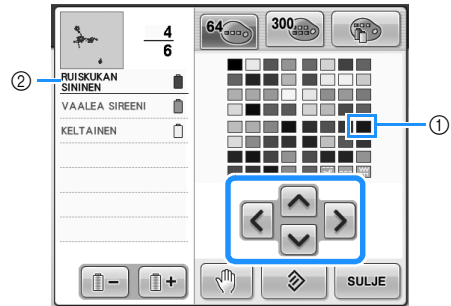 4
6
64
300
②
RUISKUKAN
SININEN
VAALEA SIREENI
KELTAINEN
①
SULJE